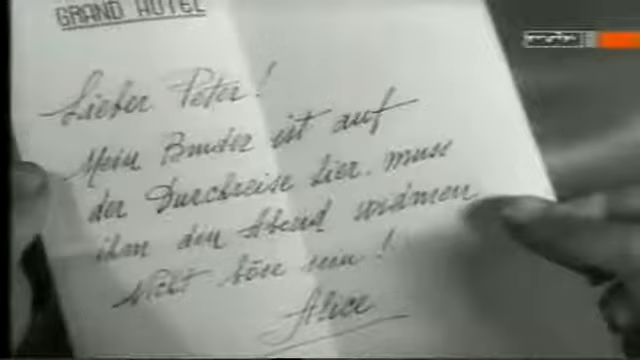 GRAND HOTEL
Lieber Peter!
Mein Bruder ist auf
der Durchreise hier. muss
ihm den Abend widmen
Nicht böse sein!
Alice